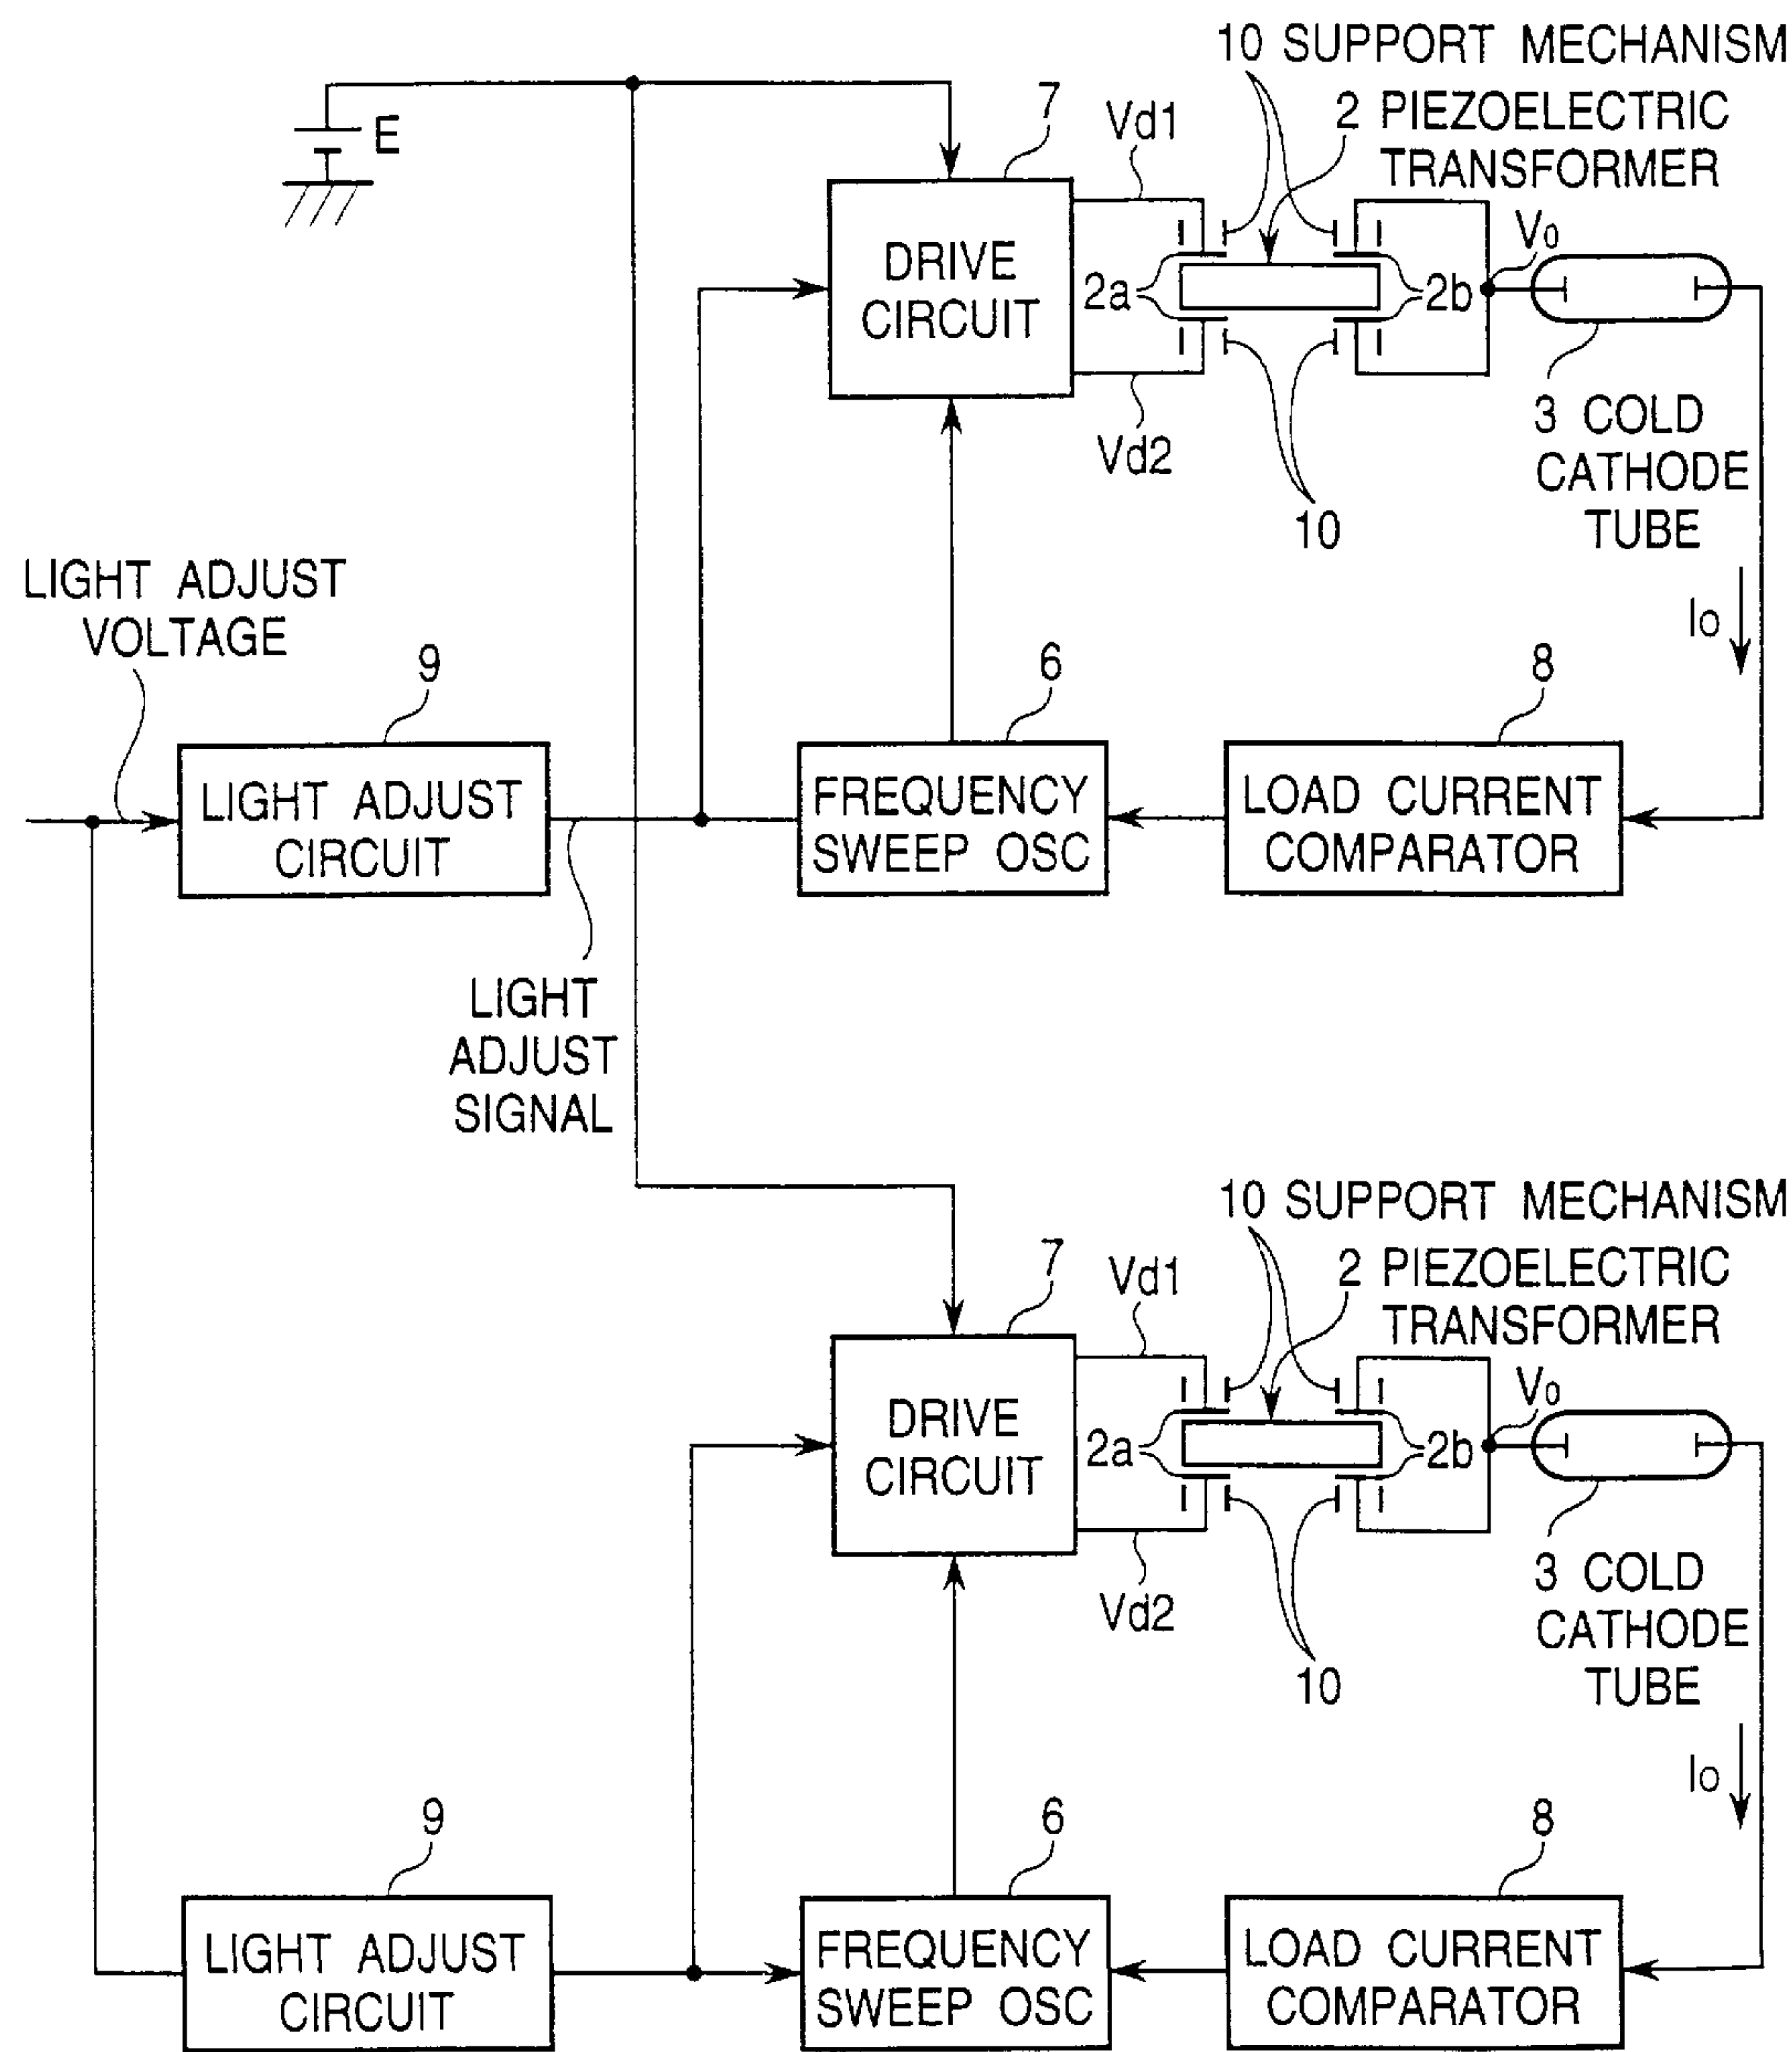 10 SUPPORT MECHANISM
2 PIEZOELECTRIC
TRANSFORMER
E
7
Vd1
DRIVE
CIRCUIT
2a
2b
Vo
Vd2
10
3 COLD
CATHODE
TUBE
Io
LIGHT ADJUST
VOLTAGE
9
LIGHT ADJUST
CIRCUIT
6
FREQUENCY
SWEEP OSC
8
LOAD CURRENT
COMPARATOR
LIGHT
ADJUST
SIGNAL
10 SUPPORT MECHANISM
2 PIEZOELECTRIC
TRANSFORMER
7
Vd1
DRIVE
CIRCUIT
2a
2b
Vo
Vd2
10
3 COLD
CATHODE
TUBE
Io
9
LIGHT ADJUST
CIRCUIT
6
FREQUENCY
SWEEP OSC
8
LOAD CURRENT
COMPARATOR